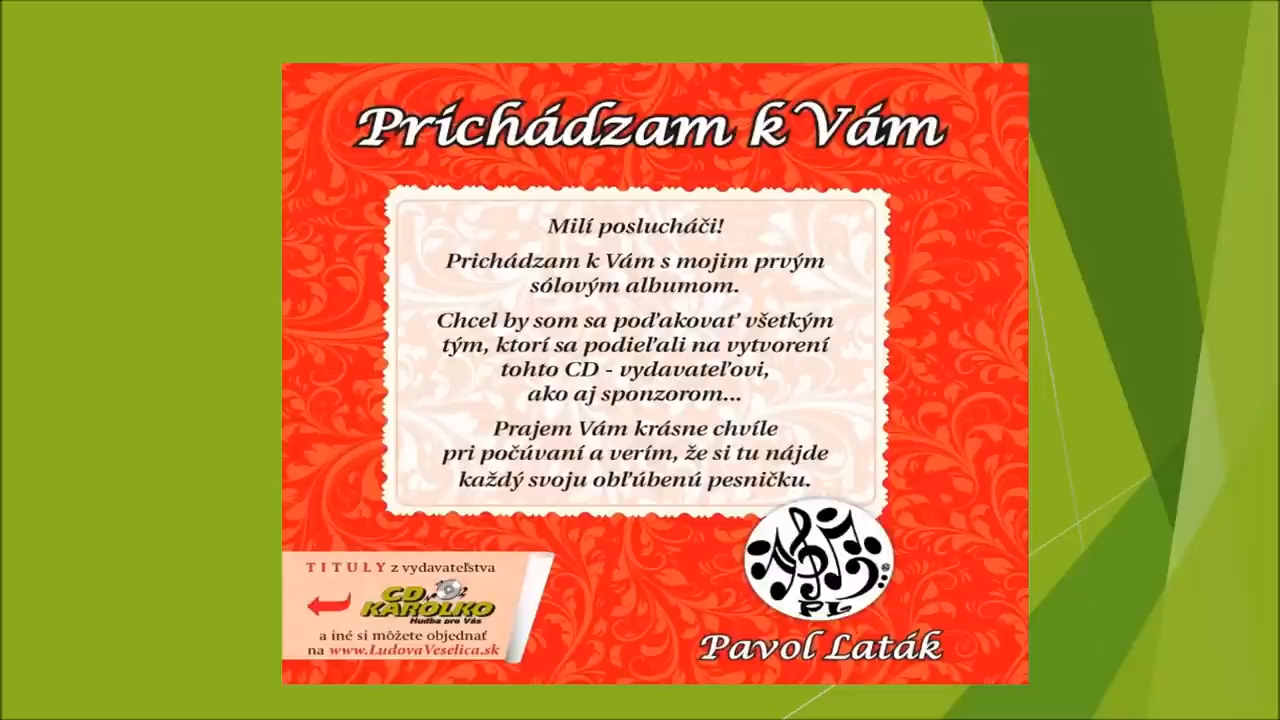 Prichádzam k Vám
Milí poslucháči!
Prichádzam k Vám s mojim prvým
sólovým albumom.
Chcel by som sa poďakovať všetkým
tým, ktorí sa podieľali na vytvorení
tohto CD - vydavateľovi,
ako aj sponzorom...
Prajem Vám krásne chvíle
pri počúvaní a verím, že si tu nájde
každý svoju obľúbenú pesničku.
TITULY z vydavateľstva
CD
KAROLKO
Hudba pre Vás
a iné si môžete objednať
na www.LudovaVeselica.sk
PL
®
Pavol Laták